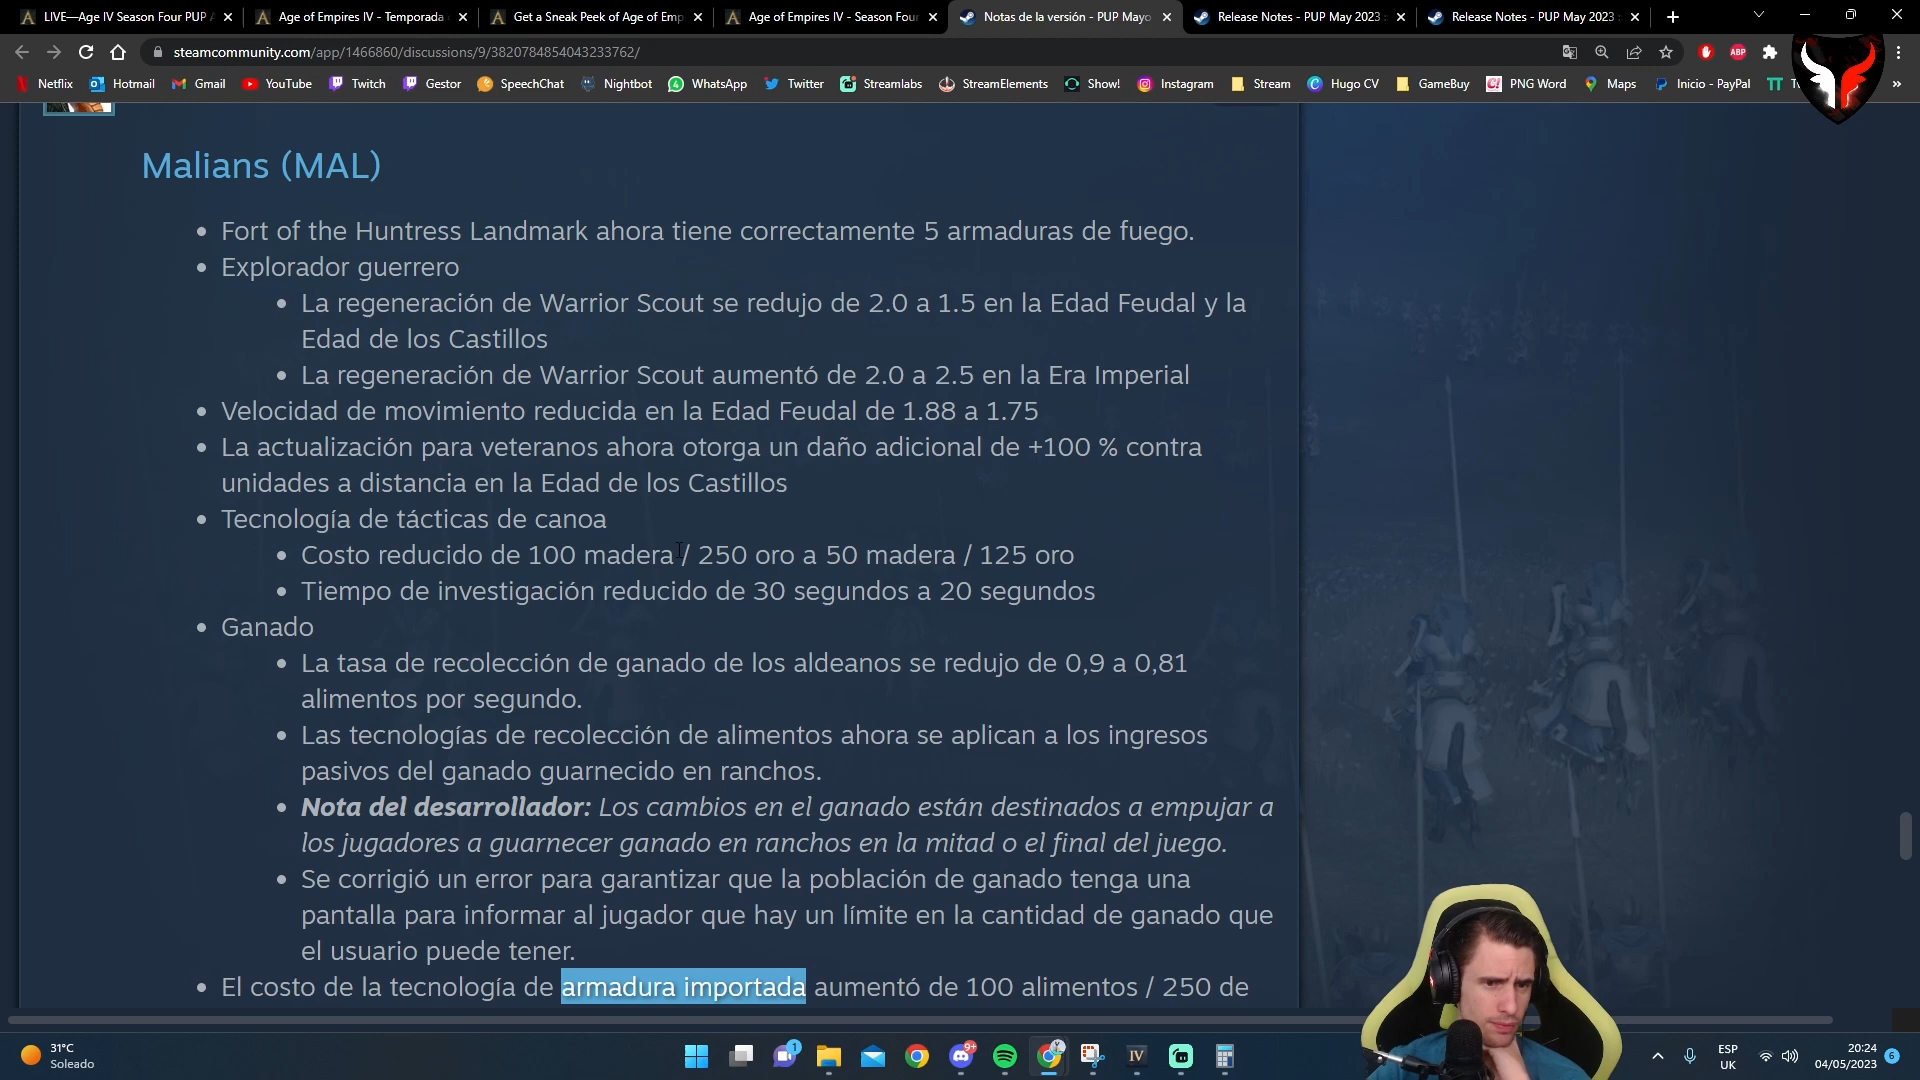 LIVE—Age IV Season Four PUP
Age of Empires IV - Temporada
Get a Sneak Peek of Age of Emp
Age of Empires IV - Season Four
Notas de la versión - PUP Mayo
Release Notes - PUP May 2023
Release Notes - PUP May 2023
steamcommunity.com/app/1466860/discussions/9/3820784854043233762/
ABP
Netflix
Hotmail
Gmail
YouTube
Twitch
Gestor
SpeechChat
Nightbot
WhatsApp
Twitter
Streamlabs
StreamElements
Show!
Instagram
Stream
Hugo CV
GameBuy
PNG Word
Maps
Inicio - PayPal
Malians (MAL)
• Fort of the Huntress Landmark ahora tiene correctamente 5 armaduras de fuego.
• Explorador guerrero
• La regeneración de Warrior Scout se redujo de 2.0 a 1.5 en la Edad Feudal y la
Edad de los Castillos
• La regeneración de Warrior Scout aumentó de 2.0 a 2.5 en la Era Imperial
• Velocidad de movimiento reducida en la Edad Feudal de 1.88 a 1.75
• La actualización para veteranos ahora otorga un daño adicional de +100 % contra
unidades a distancia en la Edad de los Castillos
• Tecnología de tácticas de canoa
• Costo reducido de 100 madera / 250 oro a 50 madera / 125 oro
• Tiempo de investigación reducido de 30 segundos a 20 segundos
• Ganado
• La tasa de recolección de ganado de los aldeanos se redujo de 0,9 a 0,81
alimentos por segundo.
• Las tecnologías de recolección de alimentos ahora se aplican a los ingresos
pasivos del ganado guarnecido en ranchos.
• Nota del desarrollador: Los cambios en el ganado están destinados a empujar a
los jugadores a guarnecer ganado en ranchos en la mitad o el final del juego.
• Se corrigió un error para garantizar que la población de ganado tenga una
pantalla para informar al jugador que hay un límite en la cantidad de ganado que
el usuario puede tener.
• El costo de la tecnología de armadura importada aumentó de 100 alimentos / 250 de
31°C
Soleado
1
9+
IV
ESP
UK
20:24
04/05/2023
6